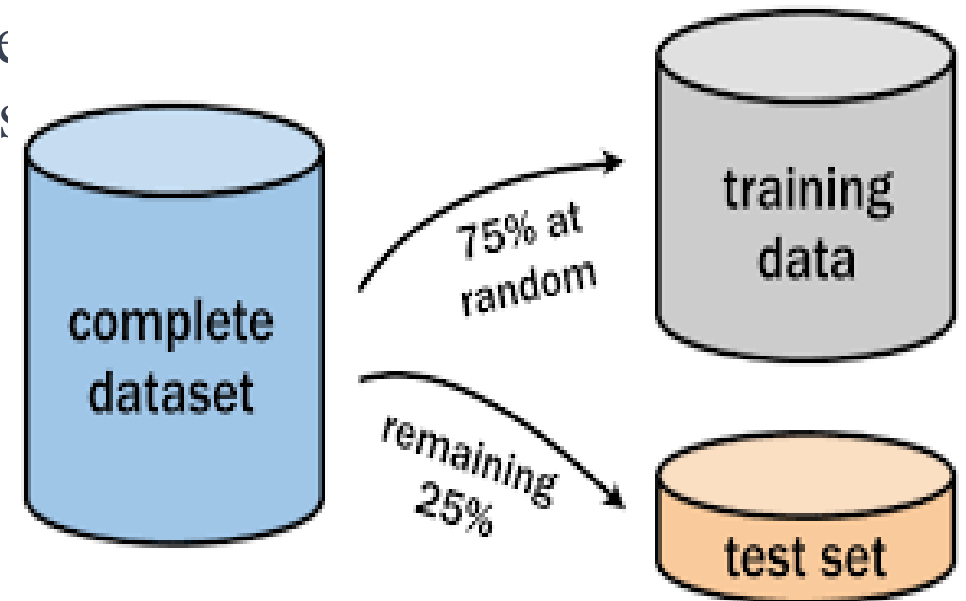 complete
dataset
75% at
random
remaining
25%
training
data
test set